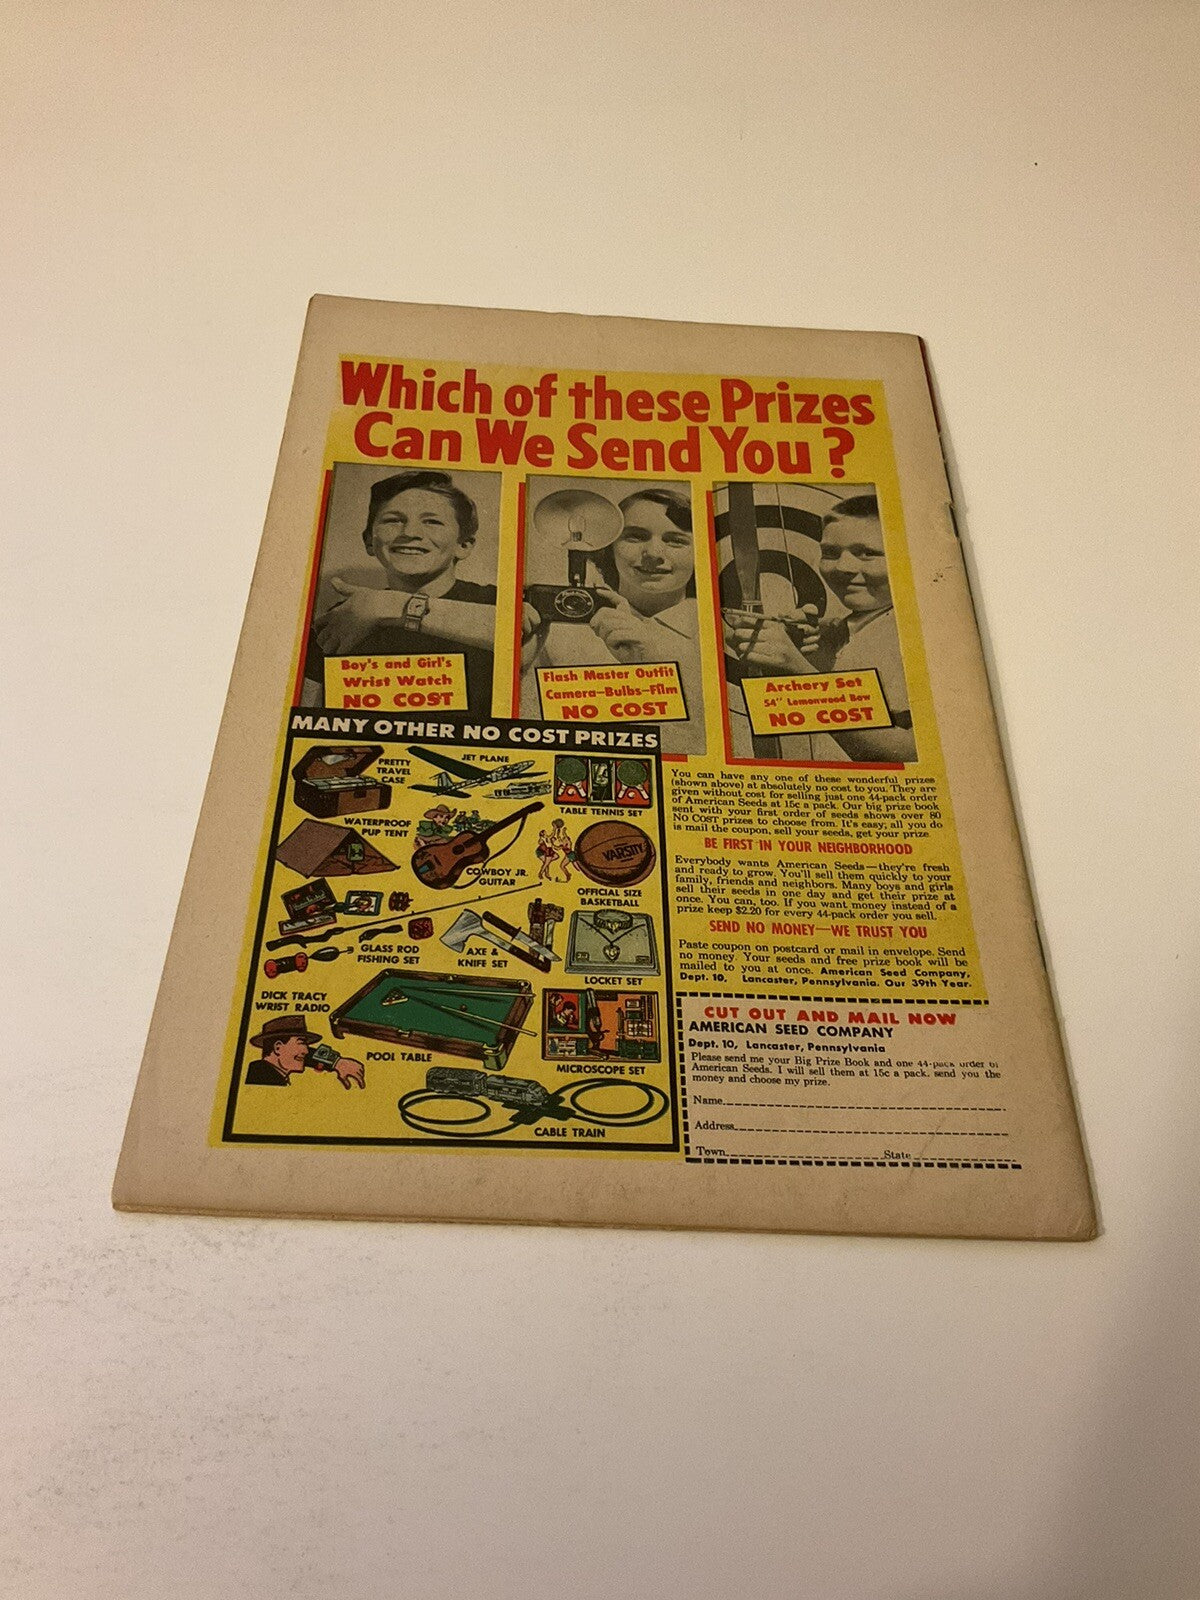 Which of these Prizes
Can We Send You?
Boy's and Girl's
Wrist Watch
NO COST
Flash Master Outfit
Camera-Bulbs-Film
NO COST
Archery Set
54" Lemonwood Bow
NO COST
MANY OTHER NO COST PRIZES
PRETTY
TRAVEL
CASE
JET PLANE
TABLE TENNIS SET
WATERPROOF
PUP TENT
COWBOY JR.
GUITAR
VARSITY
OFFICIAL SIZE
BASKETBALL
GLASS ROD
FISHING SET
AXE &
KNIFE SET
LOCKET SET
DICK TRACY
WRIST RADIO
POOL TABLE
MICROSCOPE SET
CABLE TRAIN
You can have any one of these wonderful prizes
(shown above) at absolutely no cost to you. They are
given without cost for selling just one 44-pack order
of American Seeds at 15c a pack. Our big prize book
sent with your first order of seeds shows over 80
NO COST prizes to choose from. It's easy, all you do
is mail the coupon, sell your seeds, get your prize.
BE FIRST IN YOUR NEIGHBORHOOD
Everybody wants American Seeds—they're fresh
and ready to grow. You'll sell them quickly to your
family, friends and neighbors. Many boys and girls
sell their seeds in one day and get their prize at
once. You can, too. If you want money instead of a
prize keep $2.20 for every 44-pack order you sell.
SEND NO MONEY—WE TRUST YOU
Paste coupon on postcard or mail in envelope. Send
no money. Your seeds and free prize book will be
mailed to you at once. American Seed Company,
Dept. 10, Lancaster, Pennsylvania. Our 39th Year.
CUT OUT AND MAIL NOW
AMERICAN SEED COMPANY
Dept. 10, Lancaster, Pennsylvania
Please send me your Big Prize Book and one 44-pack order of
American Seeds. I will sell them at 15c a pack, send you the
money and choose my prize.
Name
Address
Town State